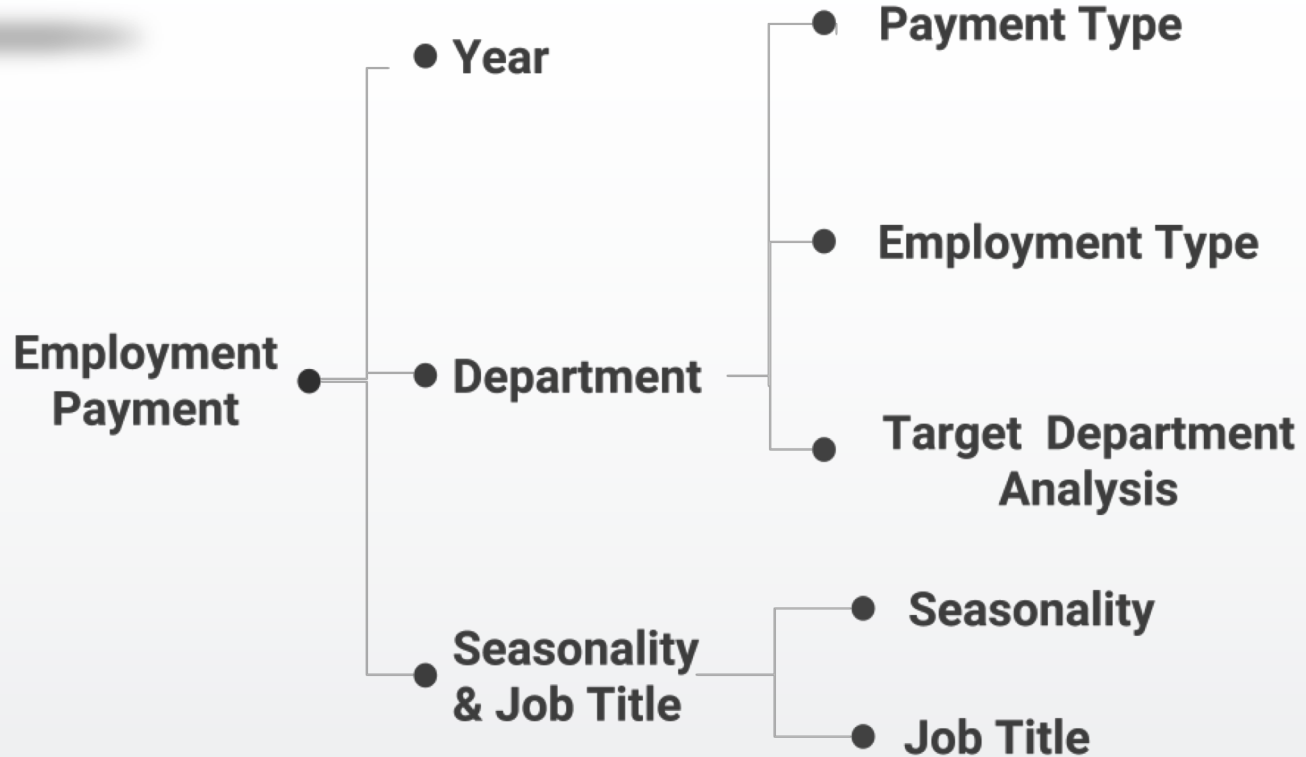 Employment
Payment
Year
Department
Seasonality
& Job Title
Payment Type
Employment Type
Target Department
Analysis
Seasonality
Job Title